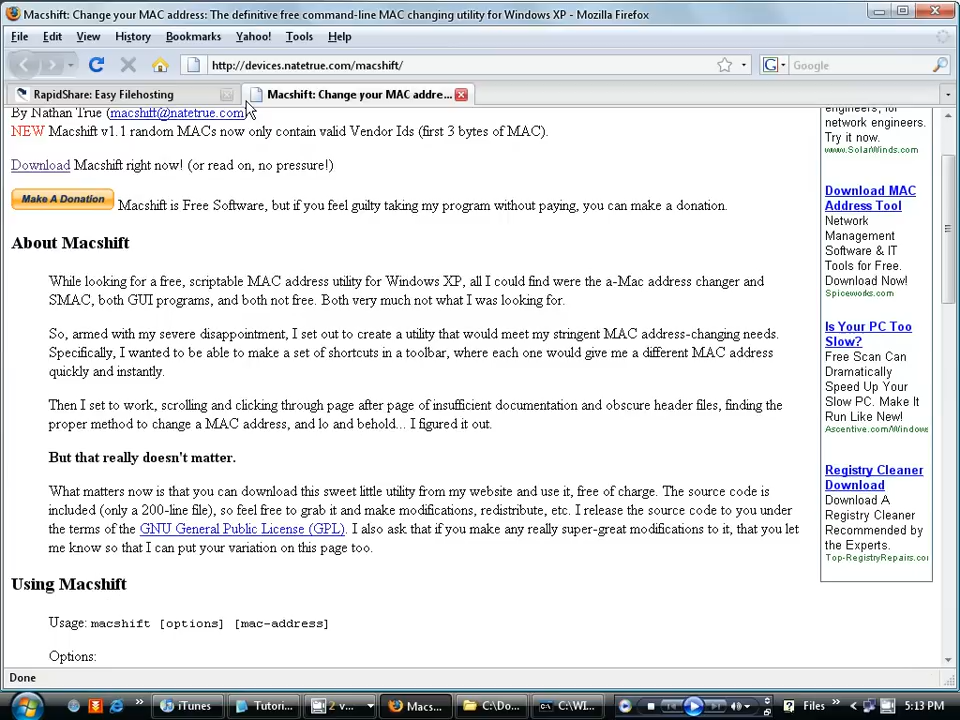 Macshift: Change your MAC address: The definitive free command-line MAC changing utility for Windows XP - Mozilla Firefox
File Edit View History Bookmarks Yahoo! Tools Help
http://devices.natetrue.com/macshift/
G Google
RapidShare: Easy Filehosting
Macshift: Change your MAC addre...
By Nathan True (macshift@natetrue.com)
NEW Macshift v1.1 random MACs now only contain valid Vendor Ids (first 3 bytes of MAC).
Download Macshift right now! (or read on, no pressure!)
Make A Donation Macshift is Free Software, but if you feel guilty taking my program without paying, you can make a donation.
About Macshift
While looking for a free, scriptable MAC address utility for Windows XP, all I could find were the a-Mac address changer and
SMAC, both GUI programs, and both not free. Both very much not what I was looking for.
So, armed with my severe disappointment, I set out to create a utility that would meet my stringent MAC address-changing needs.
Specifically, I wanted to be able to make a set of shortcuts in a toolbar, where each one would give me a different MAC address
quickly and instantly.
Then I set to work, scrolling and clicking through page after page of insufficient documentation and obscure header files, finding the
proper method to change a MAC address, and lo and behold... I figured it out.
But that really doesn't matter.
What matters now is that you can download this sweet little utility from my website and use it, free of charge. The source code is
included (only a 200-line file), so feel free to grab it and make modifications, redistribute, etc. I release the source code to you under
the terms of the GNU General Public License (GPL). I also ask that if you make any really super-great modifications to it, that you let
me know so that I can put your variation on this page too.
Using Macshift
Usage: macshift [options] [mac-address]
Options:
engineers, for
network engineers.
Try it now.
www.SolarWinds.com
Download MAC
Address Tool
Network
Management
Software & IT
Tools for Free.
Download Now!
Spiceworks.com
Is Your PC Too
Slow?
Free Scan Can
Dramatically
Speed Up Your
Slow PC. Make It
Run Like New!
Ascentive.com/Windows
Registry Cleaner
Download
Download A
Registry Cleaner
Recommended by
the Experts.
Top-RegistryRepairs.co
Done
iTunes
Tutori...
2 v...
Macs...
C:\Do...
C:\WI...
Files
5:13 PM